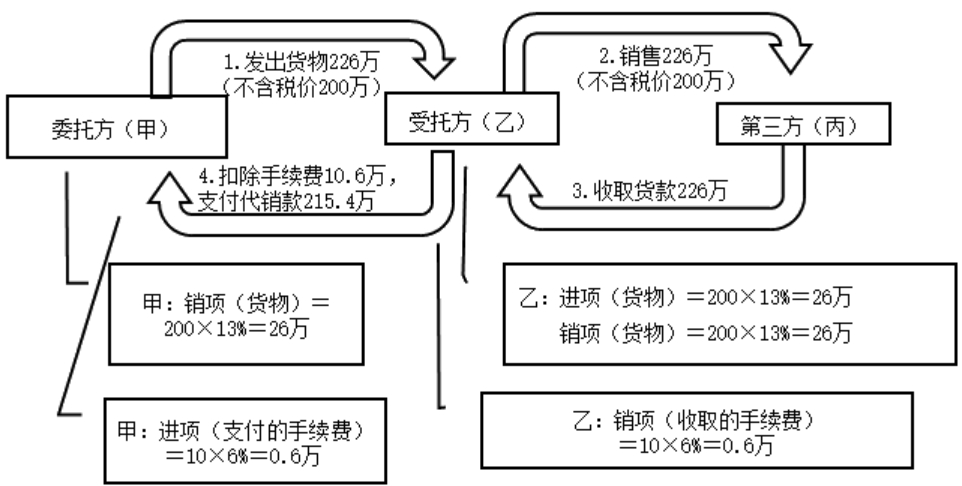 1.发出货物226万
（不含税价200万）
2.销售226万
（不含税价200万）
委托方（甲）
受托方（乙）
第三方（丙）
4.扣除手续费10.6万，
支付代销款215.4万
3.收取货款226万
甲：销项（货物）＝
200×13%＝26万
乙：进项（货物）＝200×13%＝26万
销项（货物）＝200×13%＝26万
甲：进项（支付的手续费）
＝10×6%＝0.6万
乙：销项（收取的手续费）
＝10×6%＝0.6万